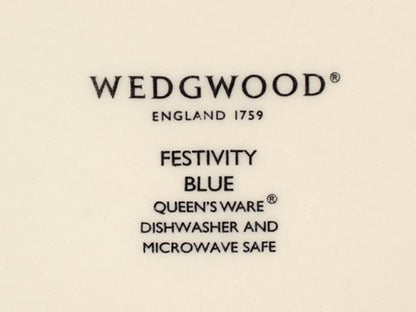 WEDGWOOD®
ENGLAND 1759
FESTIVITY
BLUE
QUEEN'S WARE®
DISHWASHER AND
MICROWAVE SAFE